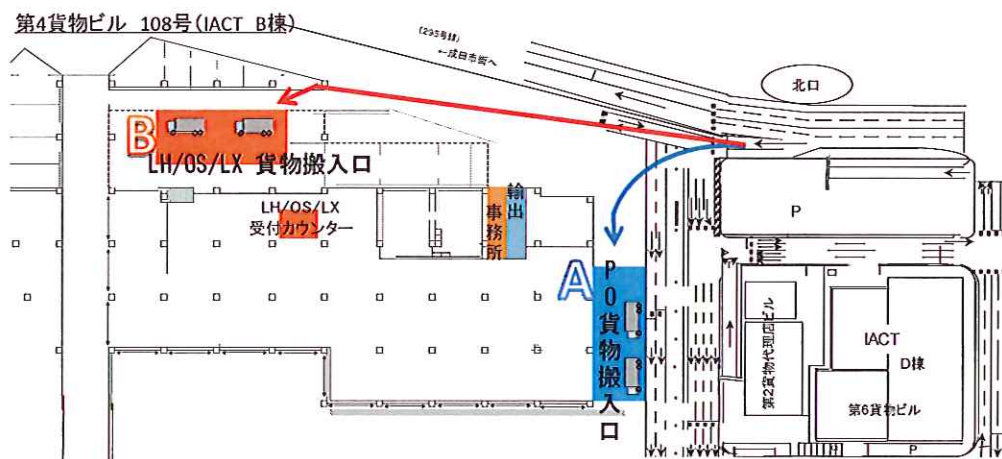 第4貨物ビル 108号(IACT B棟)
(295号線)
←成田市街へ
北口
B
LH/OS/LX 貨物搬入口
LH/OS/LX
受付カウンター
事務所
輸出
A
PO貨物搬入口
P
第2貨物代理店ビル
IACT
D棟
第6貨物ビル
P
P